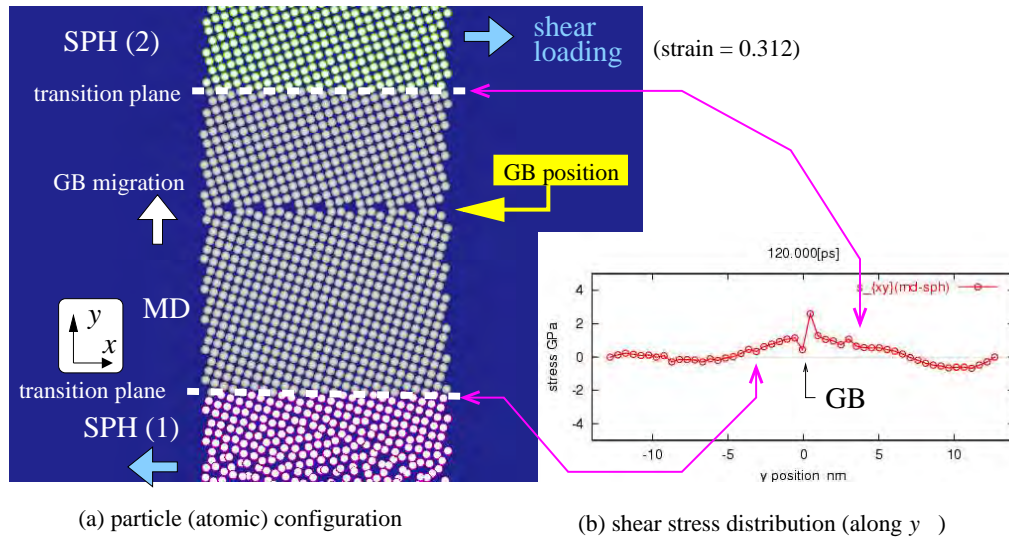 SPH (2)
shear
loading
(strain = 0.312)
transition plane
GB migration
GB position
MD
y
x
transition plane
SPH (1)
120.000[ps]
s_{xy}(md-sph)
4
2
0
-2
-4
stress GPa
GB
-10
-5
0
5
10
y position nm
(a) particle (atomic) configuration
(b) shear stress distribution (along y )